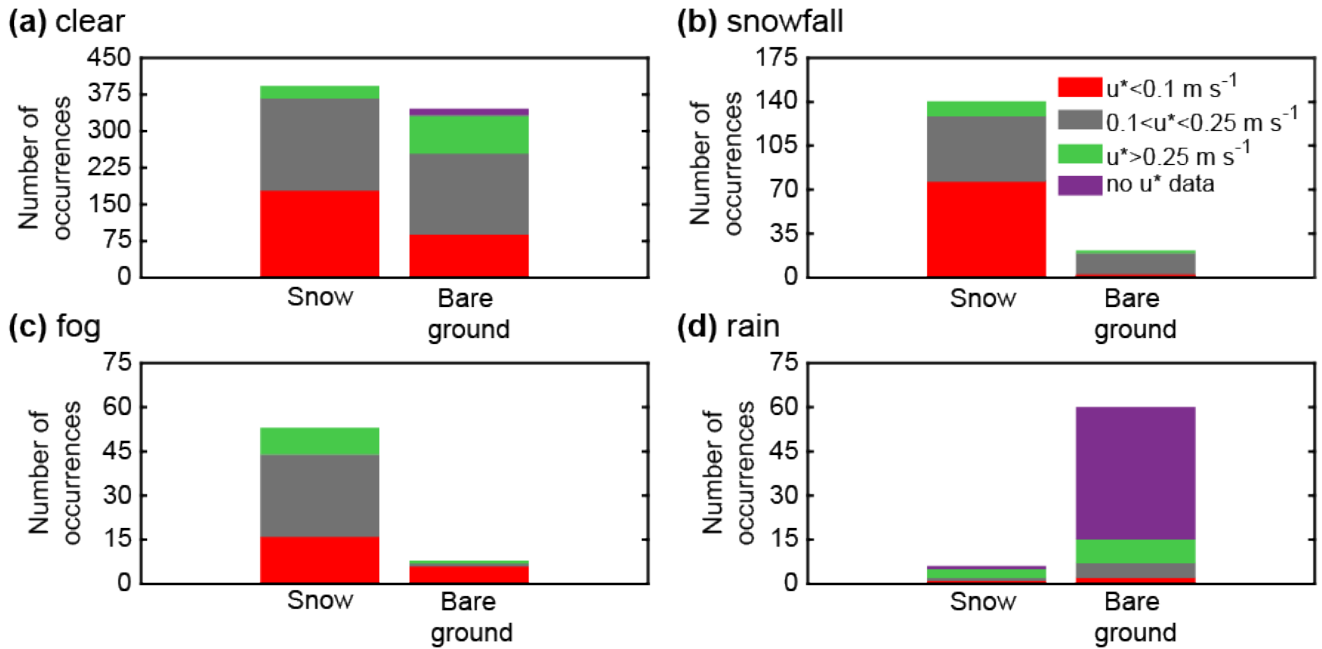 (a) clear
Number of
occurrences
450
375
300
225
150
75
0
Snow
Bare
ground
(b) snowfall
Number of
occurrences
175
140
105
70
35
0
u*<0.1 m s⁻¹
0.1<u*<0.25 m s⁻¹
u*>0.25 m s⁻¹
no u* data
Snow
Bare
ground
(c) fog
Number of
occurrences
75
60
45
30
15
0
Snow
Bare
ground
(d) rain
Number of
occurrences
75
60
45
30
15
0
Snow
Bare
ground